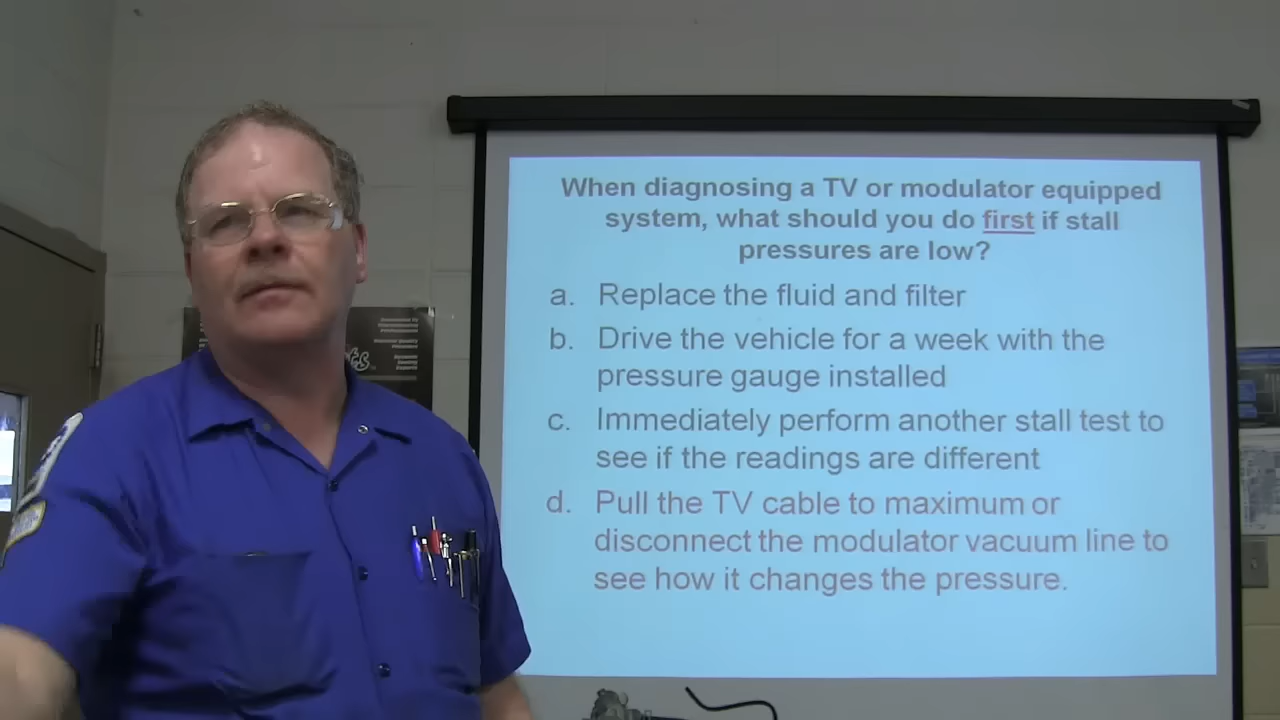 When diagnosing a TV or modulator equipped
system, what should you do first if stall
pressures are low?
a. Replace the fluid and filter
b. Drive the vehicle for a week with the
pressure gauge installed
c. Immediately perform another stall test to
see if the readings are different
d. Pull the TV cable to maximum or
disconnect the modulator vacuum line to
see how it changes the pressure.